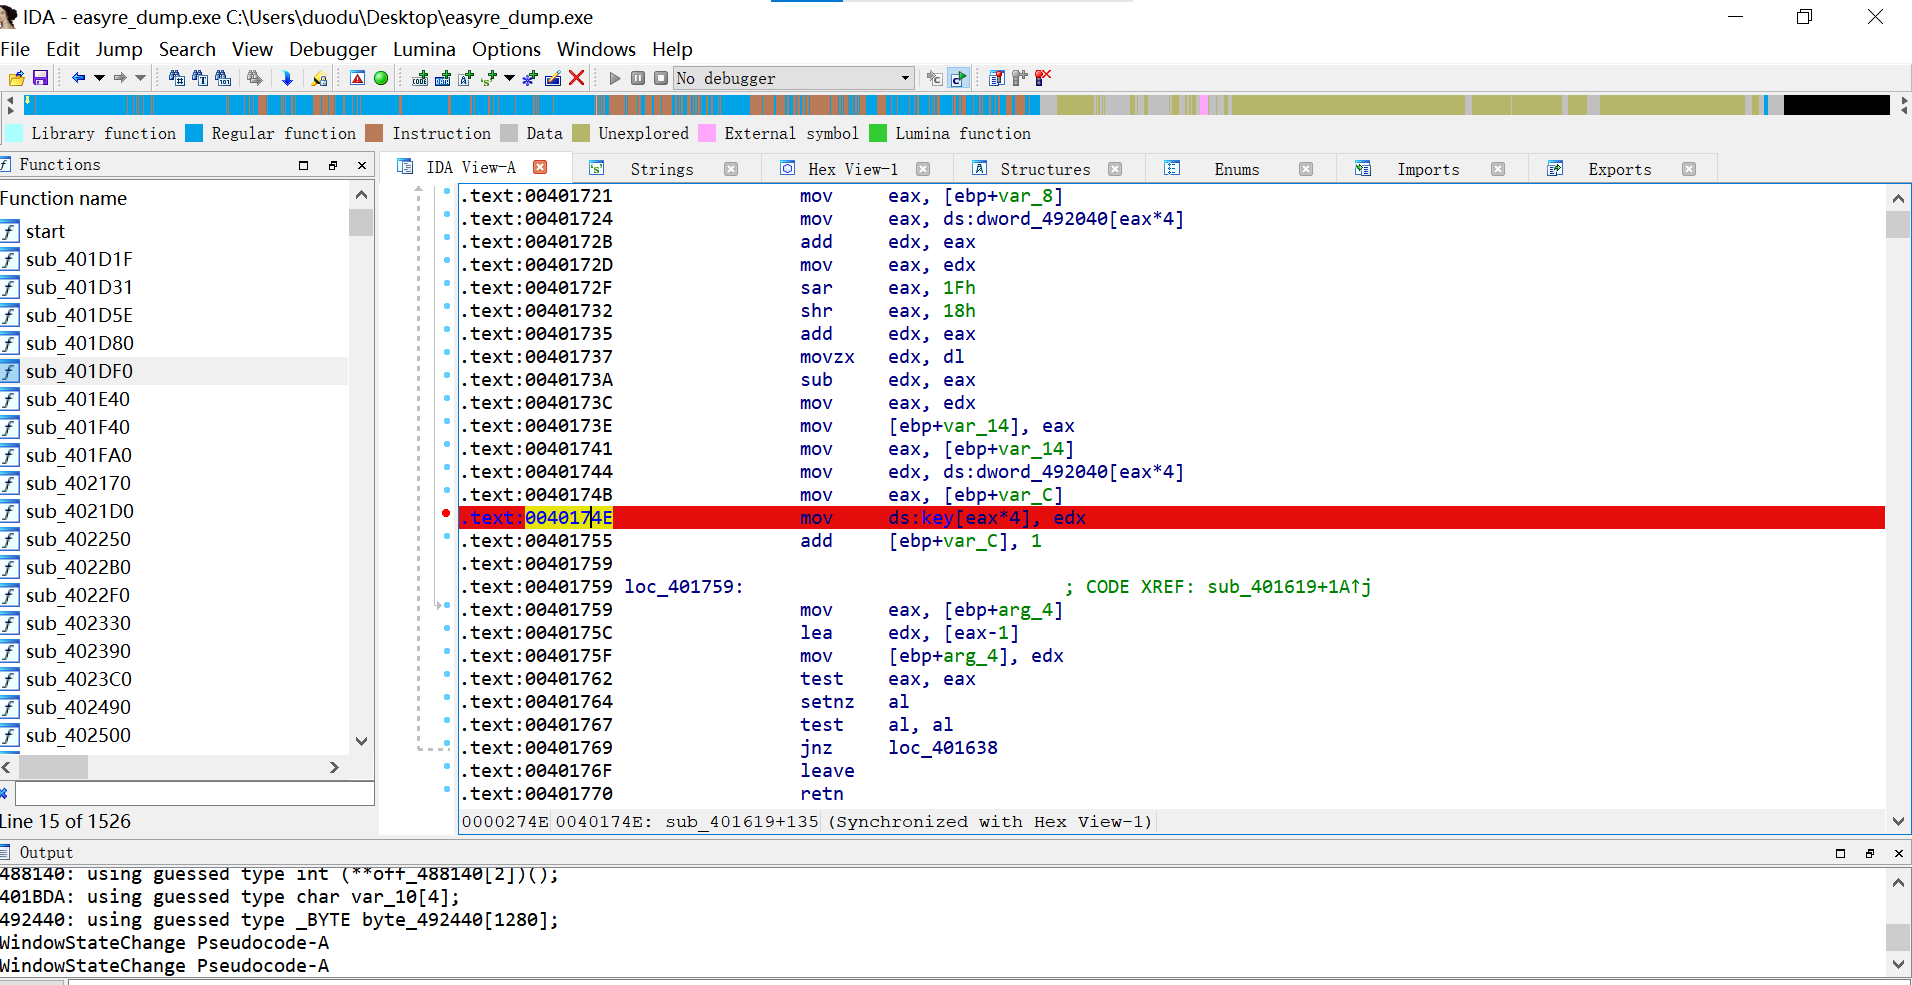 IDA - easyre_dump.exe C:\Users\duodu\Desktop\easyre_dump.exe
File Edit Jump Search View Debugger Lumina Options Windows Help
No debugger
Library function Regular function Instruction Data Unexplored External symbol Lumina function
Functions
IDA View-A Strings Hex View-1 Structures Enums Imports Exports
Function name
start
sub_401D1F
sub_401D31
sub_401D5E
sub_401D80
sub_401DF0
sub_401E40
sub_401F40
sub_401FA0
sub_402170
sub_4021D0
sub_402250
sub_4022B0
sub_4022F0
sub_402330
sub_402390
sub_4023C0
sub_402490
sub_402500
Line 15 of 1526
.text:00401721 mov eax, [ebp+var_8]
.text:00401724 mov eax, ds:dword_492040[eax*4]
.text:0040172B add edx, eax
.text:0040172D mov eax, edx
.text:0040172F sar eax, 1Fh
.text:00401732 shr eax, 18h
.text:00401735 add edx, eax
.text:00401737 movzx edx, dl
.text:0040173A sub edx, eax
.text:0040173C mov eax, edx
.text:0040173E mov [ebp+var_14], eax
.text:00401741 mov eax, [ebp+var_14]
.text:00401744 mov edx, ds:dword_492040[eax*4]
.text:0040174B mov eax, [ebp+var_C]
.text:0040174E mov ds:key[eax*4], edx
.text:00401755 add [ebp+var_C], 1
.text:00401759
.text:00401759 loc_401759: ; CODE XREF: sub_401619+1A↑j
.text:00401759 mov eax, [ebp+arg_4]
.text:0040175C lea edx, [eax-1]
.text:0040175F mov [ebp+arg_4], edx
.text:00401762 test eax, eax
.text:00401764 setnz al
.text:00401767 test al, al
.text:00401769 jnz loc_401638
.text:0040176F leave
.text:00401770 retn
0000274E 0040174E: sub_401619+135 (Synchronized with Hex View-1)
Output
488140: using guessed type int (**off_488140[2])();
401BDA: using guessed type char var_10[4];
492440: using guessed type _BYTE byte_492440[1280];
WindowStateChange Pseudocode-A
WindowStateChange Pseudocode-A